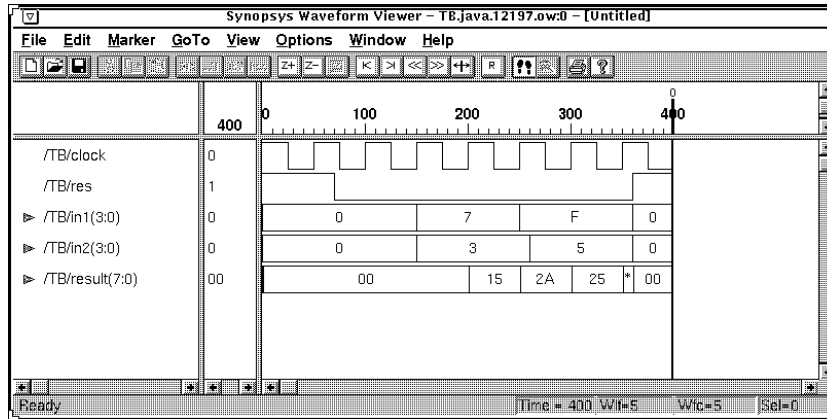 Synopsys Waveform Viewer – TB.java.12197.ow:0 – [Untitled]
File Edit Marker GoTo View Options Window Help
Z+ Z− R ?
0
400 0 100 200 300 400
/TB/clock 0
/TB/res 1
/TB/in1(3:0) 0 0 7 F 0
/TB/in2(3:0) 0 0 3 5 0
/TB/result(7:0) 00 00 15 2A 25 * 00
Ready Time = 400 Wlf=5 Wfc=5 Sel=0